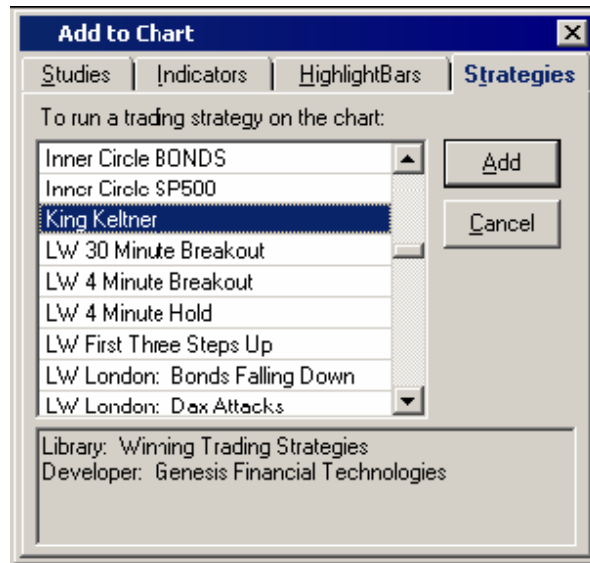 Add to Chart
Studies Indicators HighlightBars Strategies
To run a trading strategy on the chart:
Inner Circle BONDS
Inner Circle SP500
King Keltner
LW 30 Minute Breakout
LW 4 Minute Breakout
LW 4 Minute Hold
LW First Three Steps Up
LW London: Bonds Falling Down
LW London: Dax Attacks
Add
Cancel
Library: Winning Trading Strategies
Developer: Genesis Financial Technologies